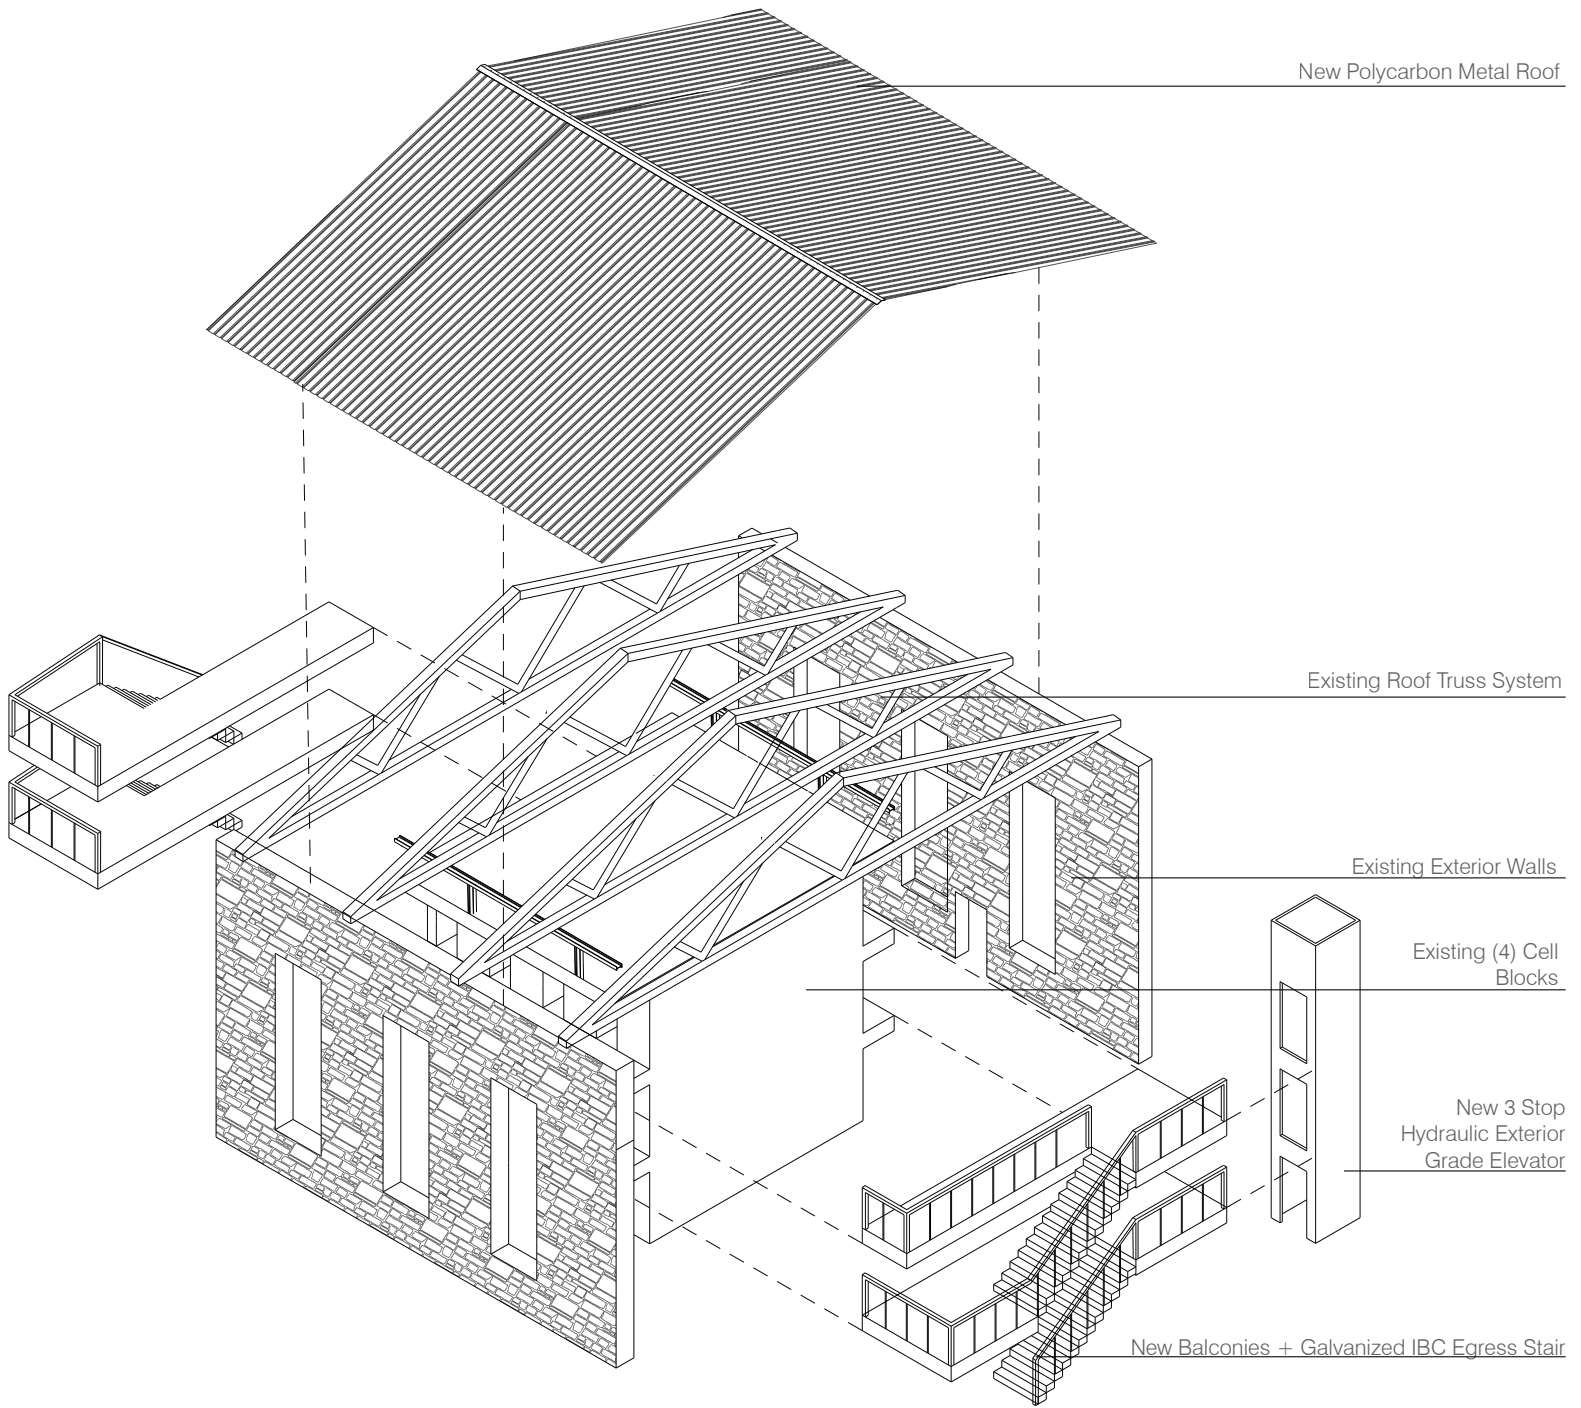 New Polycarbon Metal Roof
Existing Roof Truss System
Existing Exterior Walls
Existing (4) Cell
Blocks
New 3 Stop
Hydraulic Exterior
Grade Elevator
New Balconies + Galvanized IBC Egress Stair